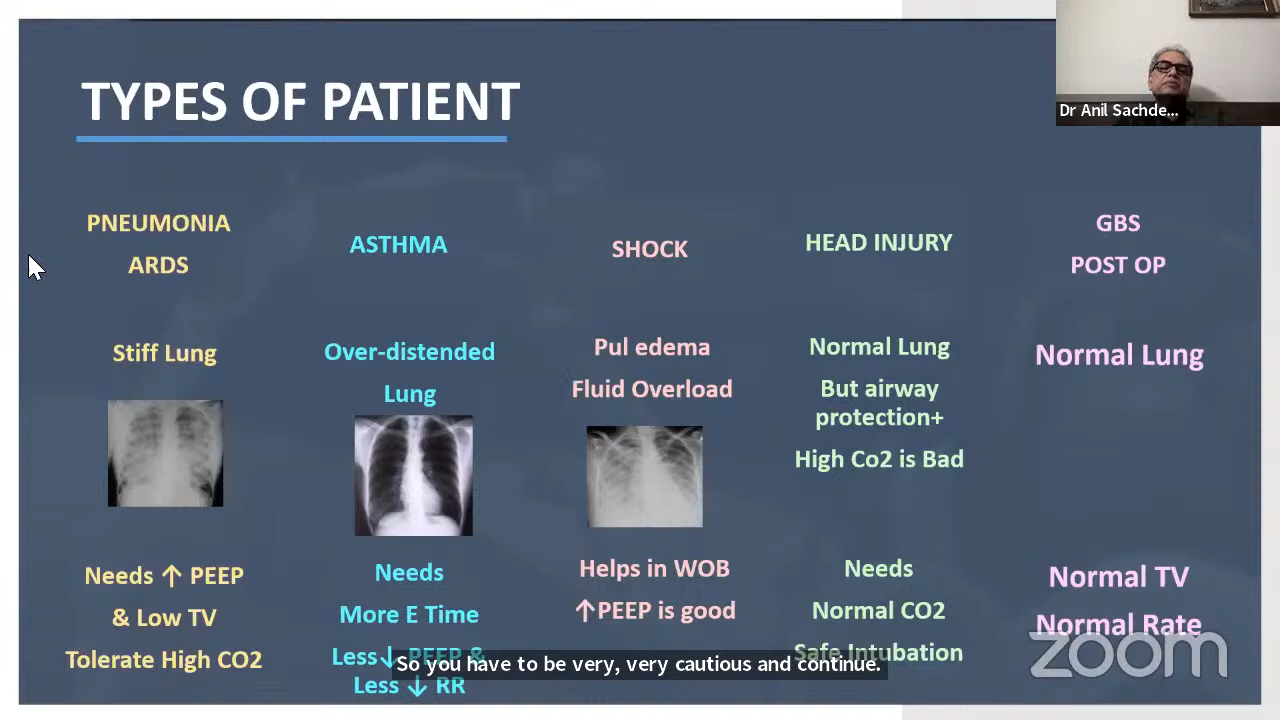 TYPES OF PATIENT
Dr Anil Sachde...
PNEUMONIA
ARDS
Stiff Lung
Needs ↑ PEEP
& Low TV
Tolerate High CO2
ASTHMA
Over-distended
Lung
Needs
More E Time
Less↓ PEEP &
Less ↓ RR
SHOCK
Pul edema
Fluid Overload
Helps in WOB
↑PEEP is good
HEAD INJURY
Normal Lung
But airway
protection+
High Co2 is Bad
Needs
Normal CO2
Safe Intubation
GBS
POST OP
Normal Lung
Normal TV
Normal Rate
So you have to be very, very cautious and continue.
zoom